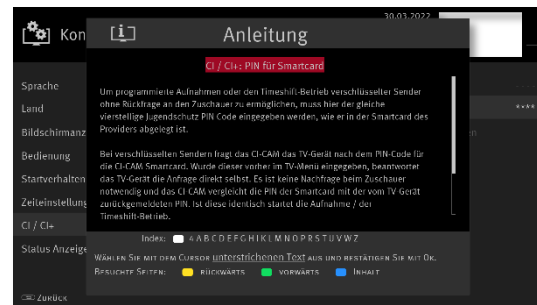 30.03.2022
Kon
Anleitung
CI / CI+: PIN für Smartcard
Sprache
Land
Bildschirmanz
Bedienung
Startverhalten
Zeiteinstellung
CI / CI+
Status Anzeige
Um programmierte Aufnahmen oder den Timeshift-Betrieb verschlüsselter Sender
ohne Rückfrage an den Zuschauer zu ermöglichen, muss hier der gleiche
vierstellige Jugendschutz PIN Code eingegeben werden, wie er in der Smartcard des
Providers abgelegt ist.
Bei verschlüsselten Sendern fragt das CI-CAM das TV-Gerät nach dem PIN-Code für
die CI-CAM Smartcard. Wurde dieser vorher im TV-Menü eingegeben, beantwortet
das TV-Gerät die Anfrage direkt selbst. Es ist keine Nachfrage beim Zuschauer
notwendig und das CI-CAM vergleicht die PIN der Smartcard mit der vom TV-Gerät
zurückgemeldeten PIN. Ist diese identisch startet die Aufnahme / der
Timeshift-Betrieb.
****
en
Index: 4 A B C D E F G H I K L M N O P R S T U V W Z
Wählen Sie mit dem Cursor unterstrichenen Text aus und bestätigen Sie mit Ok.
Besuchte Seiten: rückwärts vorwärts Inhalt
Zurück